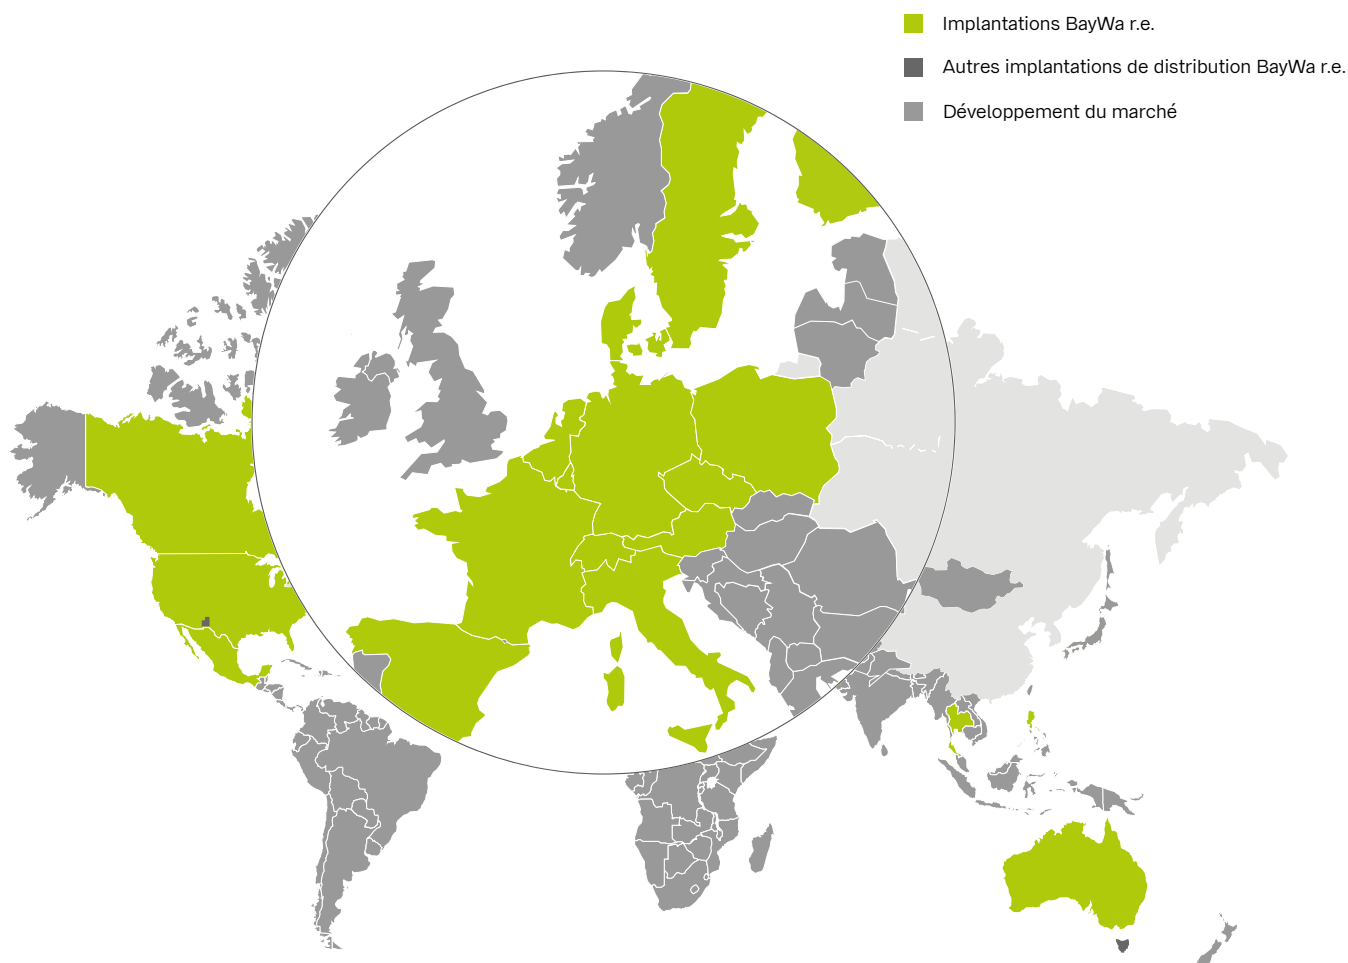 Implantations BayWa r.e.
Autres implantations de distribution BayWa r.e.
Développement du marché